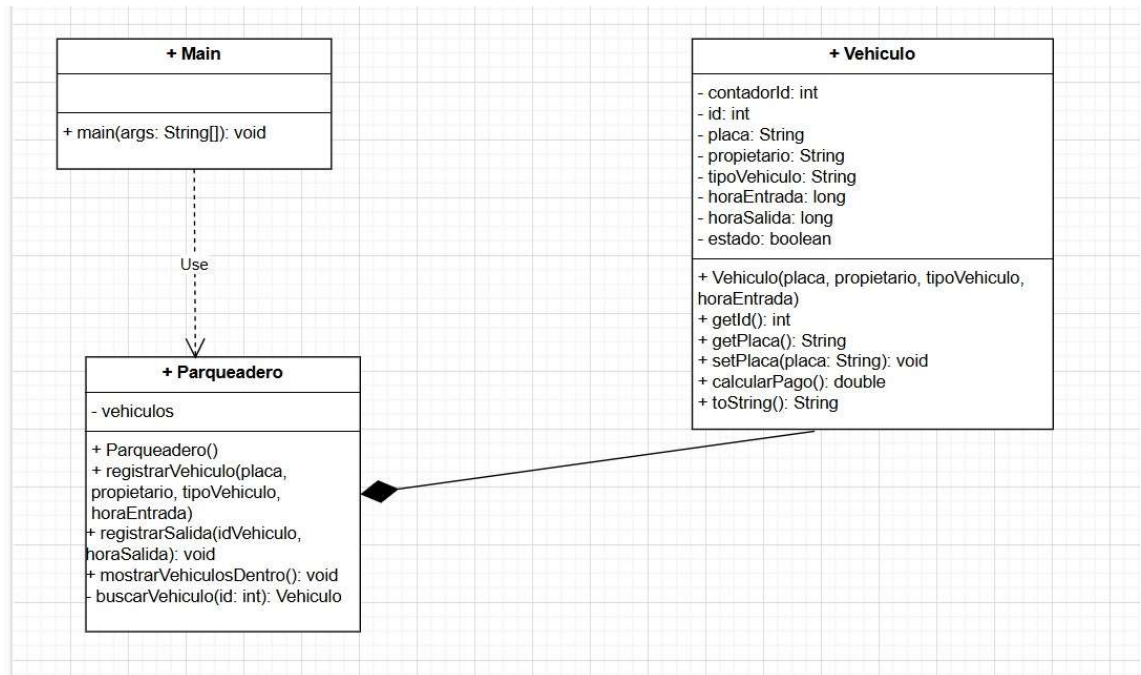 + Main
+ main(args: String[]): void
Use
+ Parqueadero
- vehiculos
+ Parqueadero()
+ registrarVehiculo(placa,
propietario, tipoVehiculo,
horaEntrada)
+ registrarSalida(idVehiculo,
horaSalida): void
+ mostrarVehiculosDentro(): void
- buscarVehiculo(id: int): Vehiculo
+ Vehiculo
- contadorId: int
- id: int
- placa: String
- propietario: String
- tipoVehiculo: String
- horaEntrada: long
- horaSalida: long
- estado: boolean
+ Vehiculo(placa, propietario, tipoVehiculo,
horaEntrada)
+ getId(): int
+ getPlaca(): String
+ setPlaca(placa: String): void
+ calcularPago(): double
+ toString(): String